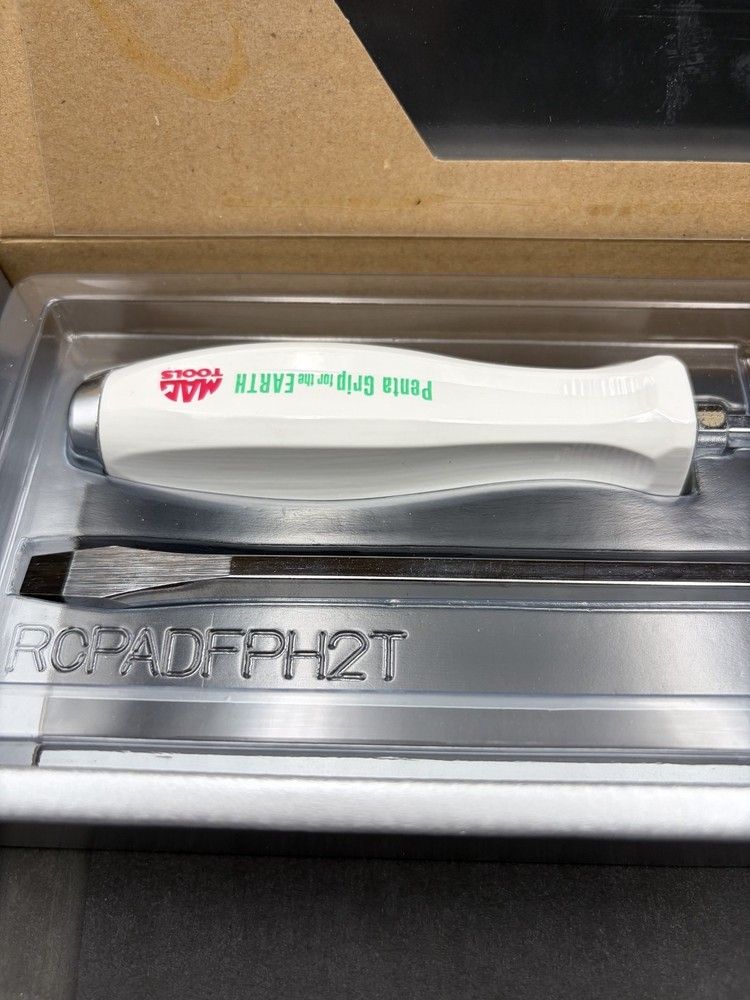 MAC
TOOLS
Penta Grip for the EARTH
RCPADFPH2T